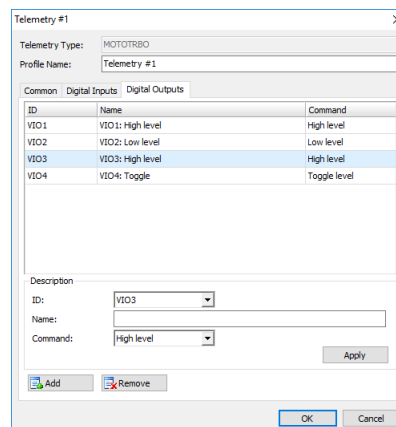 Telemetry #1
Telemetry Type: MOTOTRBO
Profile Name: Telemetry #1
Common Digital Inputs Digital Outputs
ID Name Command
VIO1 VIO1: High level High level
VIO2 VIO2: Low level Low level
VIO3 VIO3: High level High level
VIO4 VIO4: Toggle Toggle level
Description
ID: VIO3
Name:
Command: High level
Apply
Add Remove
OK Cancel